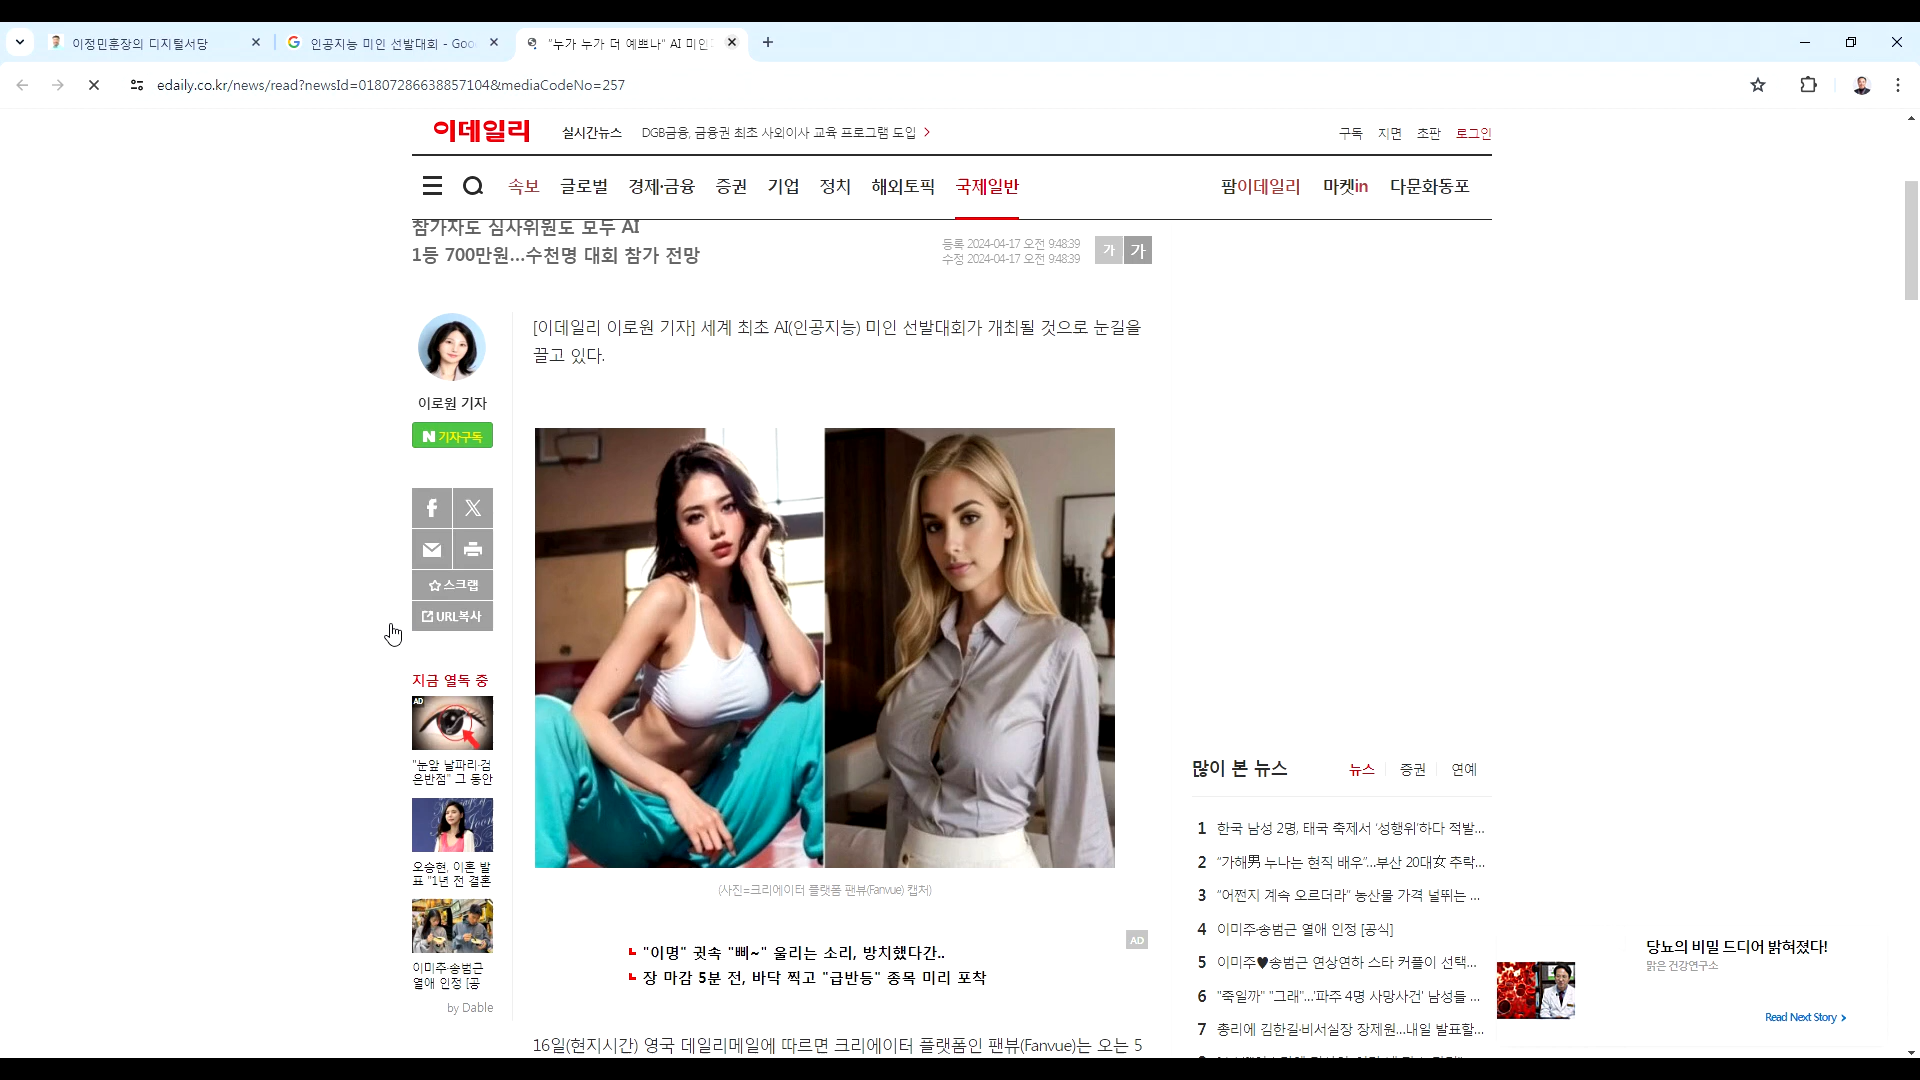 이정민훈장의 디지털서당
인공지능 미인 선발대회 - Goo
"누가 누가 더 예쁘나" AI 미인
edaily.co.kr/news/read?newsId=01807286638857104&mediaCodeNo=257
이데일리
실시간뉴스 DGB금융, 금융권 최초 사외이사 교육 프로그램 도입 >
구독 지면 초판 로그인
속보 글로벌 경제·금융 증권 기업 정치 해외토픽 국제일반
팜이데일리 마켓in 다문화동포
참가자도 심사위원도 모두 AI
1등 700만원…수천명 대회 참가 전망
등록 2024-04-17 오전 9:48:39
수정 2024-04-17 오전 9:48:39
가 가
이로원 기자
N 기자구독
스크랩
URL복사
지금 열독 중
AD
"눈앞 날파리·검
은반점" 그 동안
오승현, 이혼 발
표 "1년 전 결혼
이미주·송범근
열애 인정 [공
by Dable
[이데일리 이로원 기자] 세계 최초 AI(인공지능) 미인 선발대회가 개최될 것으로 눈길을
끌고 있다.
(사진=크리에이터 플랫폼 팬뷰(Fanvue) 캡처)
AD
"이명" 귓속 "삐~" 울리는 소리, 방치했다간..
장 마감 5분 전, 바닥 찍고 "급반등" 종목 미리 포착
16일(현지시간) 영국 데일리메일에 따르면 크리에이터 플랫폼인 팬뷰(Fanvue)는 오는 5
많이 본 뉴스
뉴스 증권 연예
1 한국 남성 2명, 태국 축제서 '성행위'하다 적발...
2 "가해男 누나는 현직 배우"…부산 20대女 추락...
3 "어쩐지 계속 오르더라" 농산물 가격 널뛰는 ...
4 이미주·송범근 열애 인정 [공식]
5 이미주♥송범근 연상연하 스타 커플이 선택...
6 "죽일까" "그래"…'파주 4명 사망사건' 남성들 ...
7 총리에 김한길·비서실장 장제원…내일 발표할...
당뇨의 비밀 드디어 밝혀졌다!
맑은 건강연구소
Read Next Story >